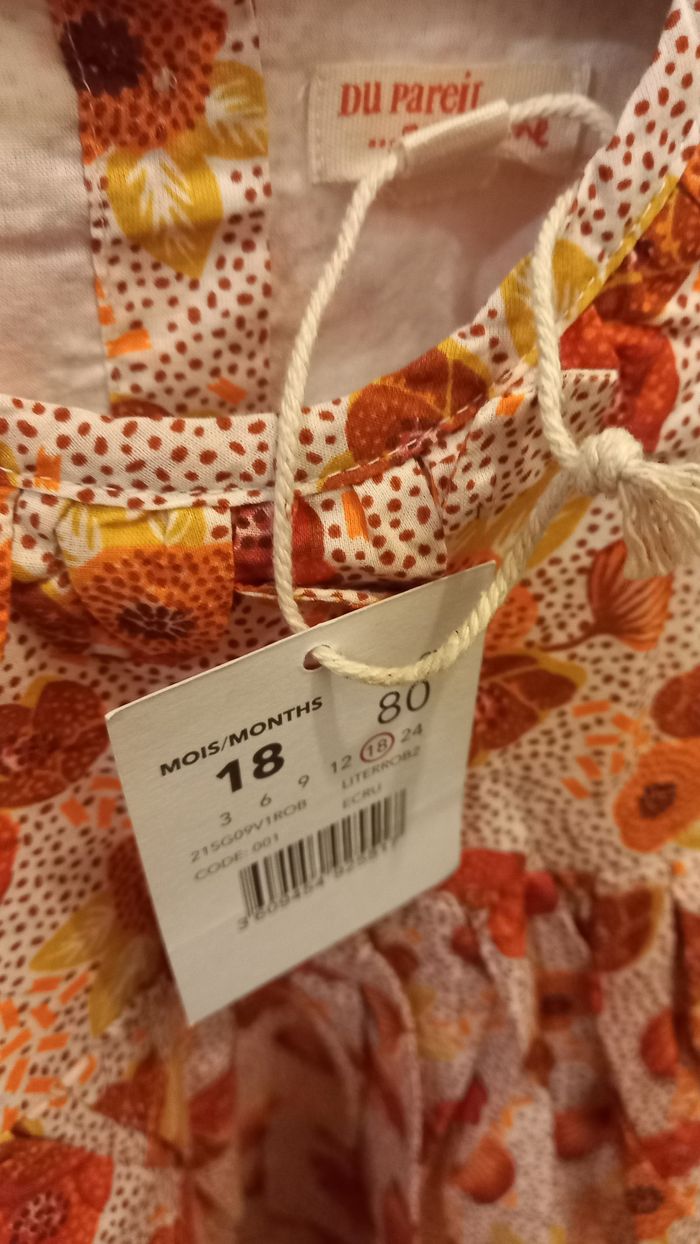 DU PAREIL
...
MOIS/MONTHS
18 80
3 6 9 12 18 24
21SG09V1ROB LITERROB2
CODE: 001 ECRU